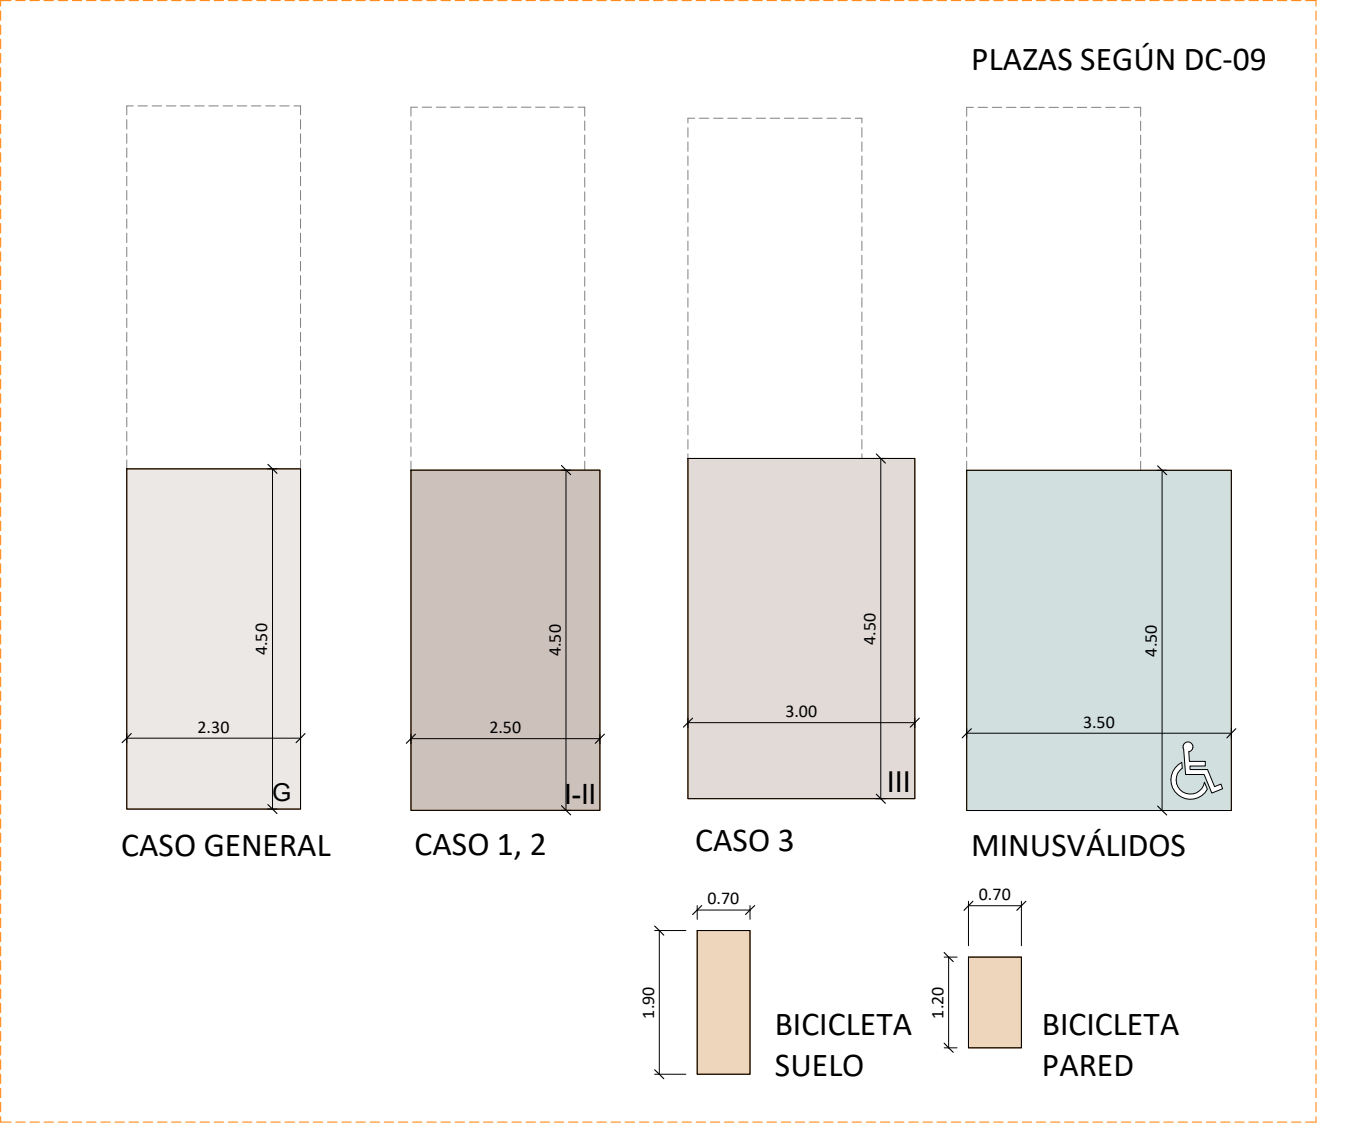 PLAZAS SEGÚN DC-09
4.50
2.30
G
CASO GENERAL
4.50
2.50
I-II
CASO 1, 2
4.50
3.00
III
CASO 3
4.50
3.50
MINUSVÁLIDOS
0.70
1.90
BICICLETA
SUELO
0.70
1.20
BICICLETA
PARED